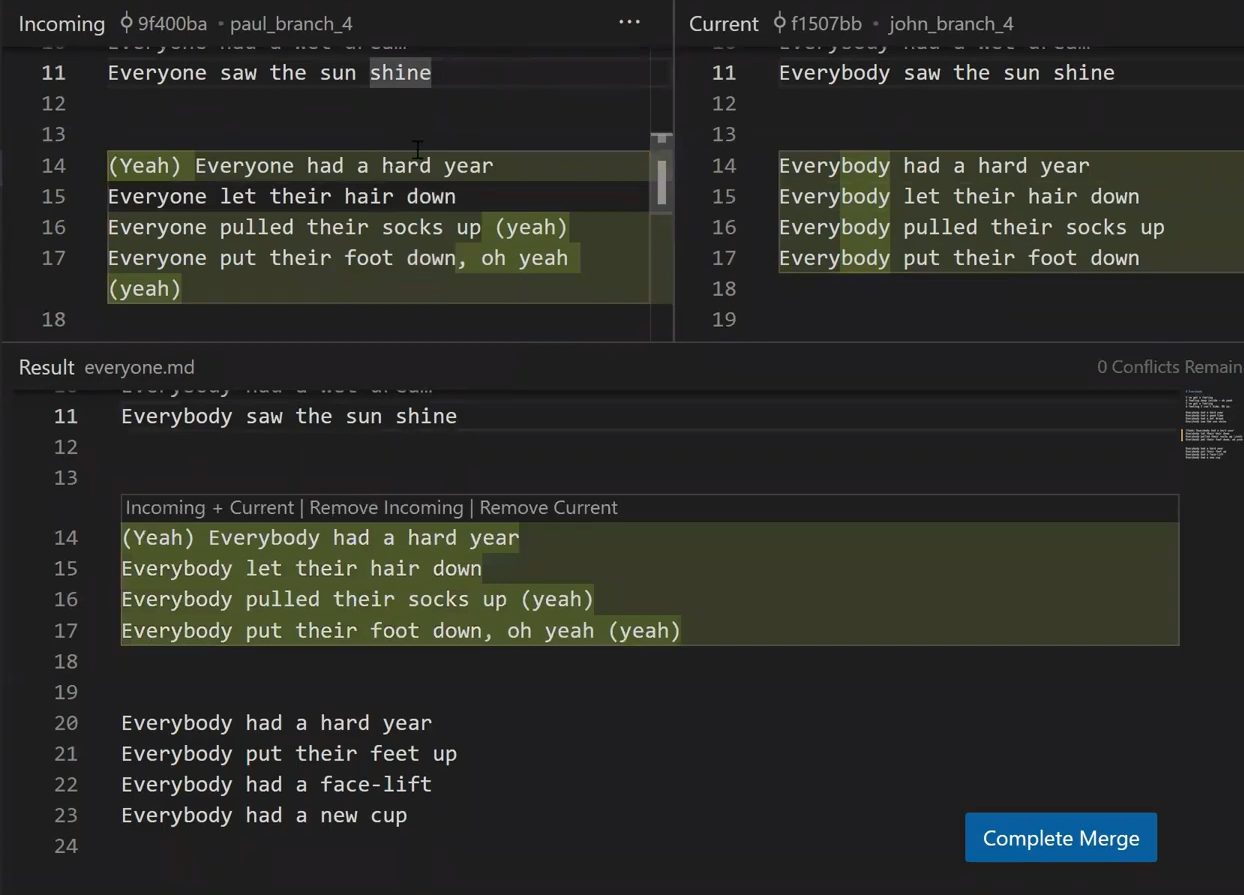 Incoming 9f400ba • paul_branch_4 ···
11 Everyone saw the sun shine
12
13
14 (Yeah) Everyone had a hard year
15 Everyone let their hair down
16 Everyone pulled their socks up (yeah)
17 Everyone put their foot down, oh yeah
(yeah)
18
Current f1507bb • john_branch_4
11 Everybody saw the sun shine
12
13
14 Everybody had a hard year
15 Everybody let their hair down
16 Everybody pulled their socks up
17 Everybody put their foot down
18
19
Result everyone.md 0 Conflicts Remain
11 Everybody saw the sun shine
12
13
Incoming + Current | Remove Incoming | Remove Current
14 (Yeah) Everybody had a hard year
15 Everybody let their hair down
16 Everybody pulled their socks up (yeah)
17 Everybody put their foot down, oh yeah (yeah)
18
19
20 Everybody had a hard year
21 Everybody put their feet up
22 Everybody had a face-lift
23 Everybody had a new cup
24
Complete Merge